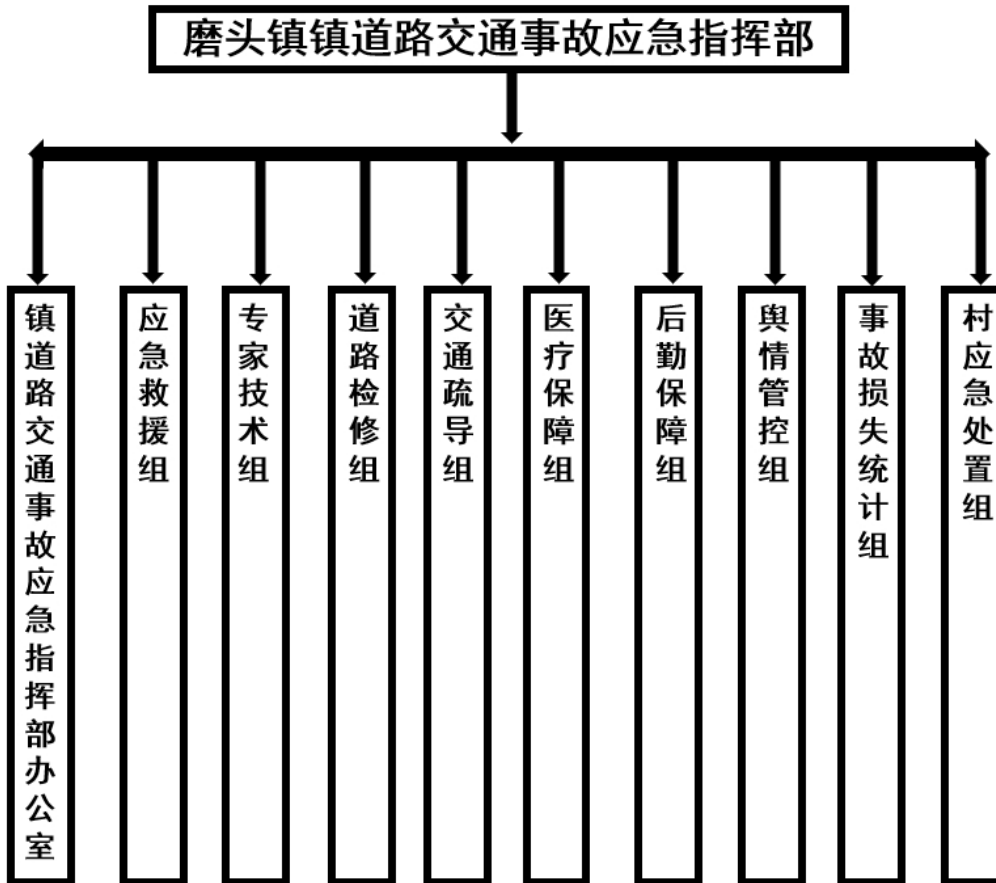 磨头镇镇道路交通事故应急指挥部
镇道路交通事故应急指挥部办公室
应急救援组
专家技术组
道路检修组
交通疏导组
医疗保障组
后勤保障组
舆情管控组
事故损失统计组
村应急处置组